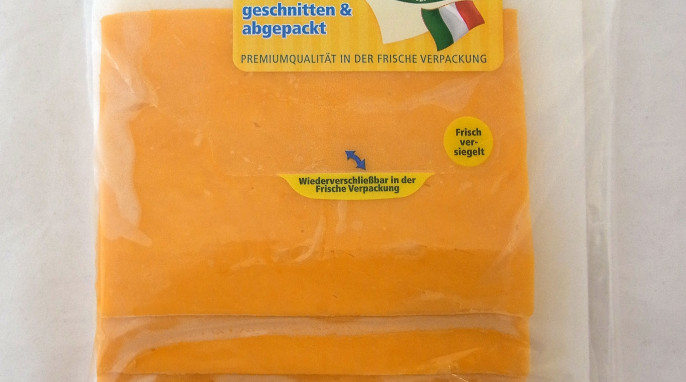 geschnitten &
abgepackt
PREMIUMQUALITÄT IN DER FRISCHE VERPACKUNG
Frisch
ver-
siegelt
Wiederverschließbar in der
Frische Verpackung